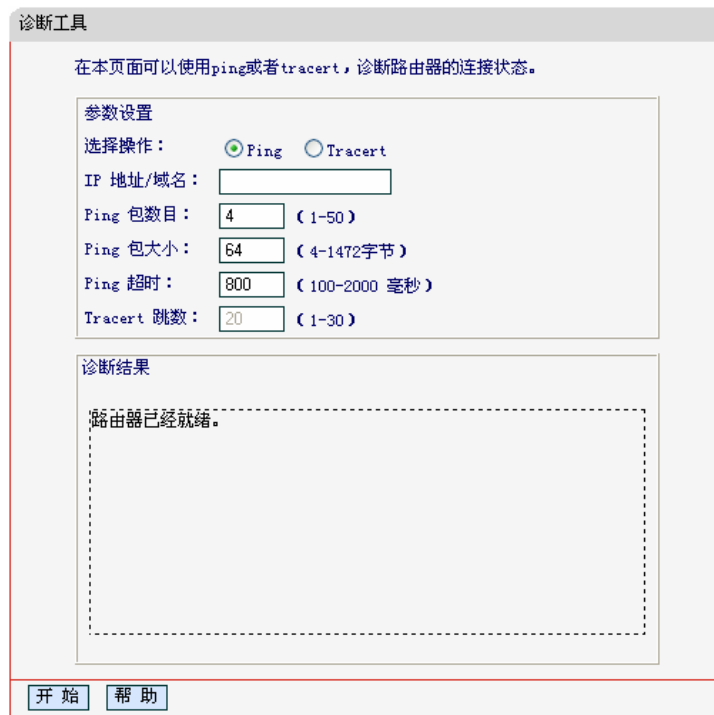 诊断工具
在本页面可以使用ping或者tracert，诊断路由器的连接状态。
参数设置
选择操作： Ping Tracert
IP 地址/域名：
Ping 包数目： 4 （1-50）
Ping 包大小： 64 （4-1472字节）
Ping 超时： 800 （100-2000 毫秒）
Tracert 跳数： 20 （1-30）
诊断结果
路由器已经就绪。
开 始 帮 助